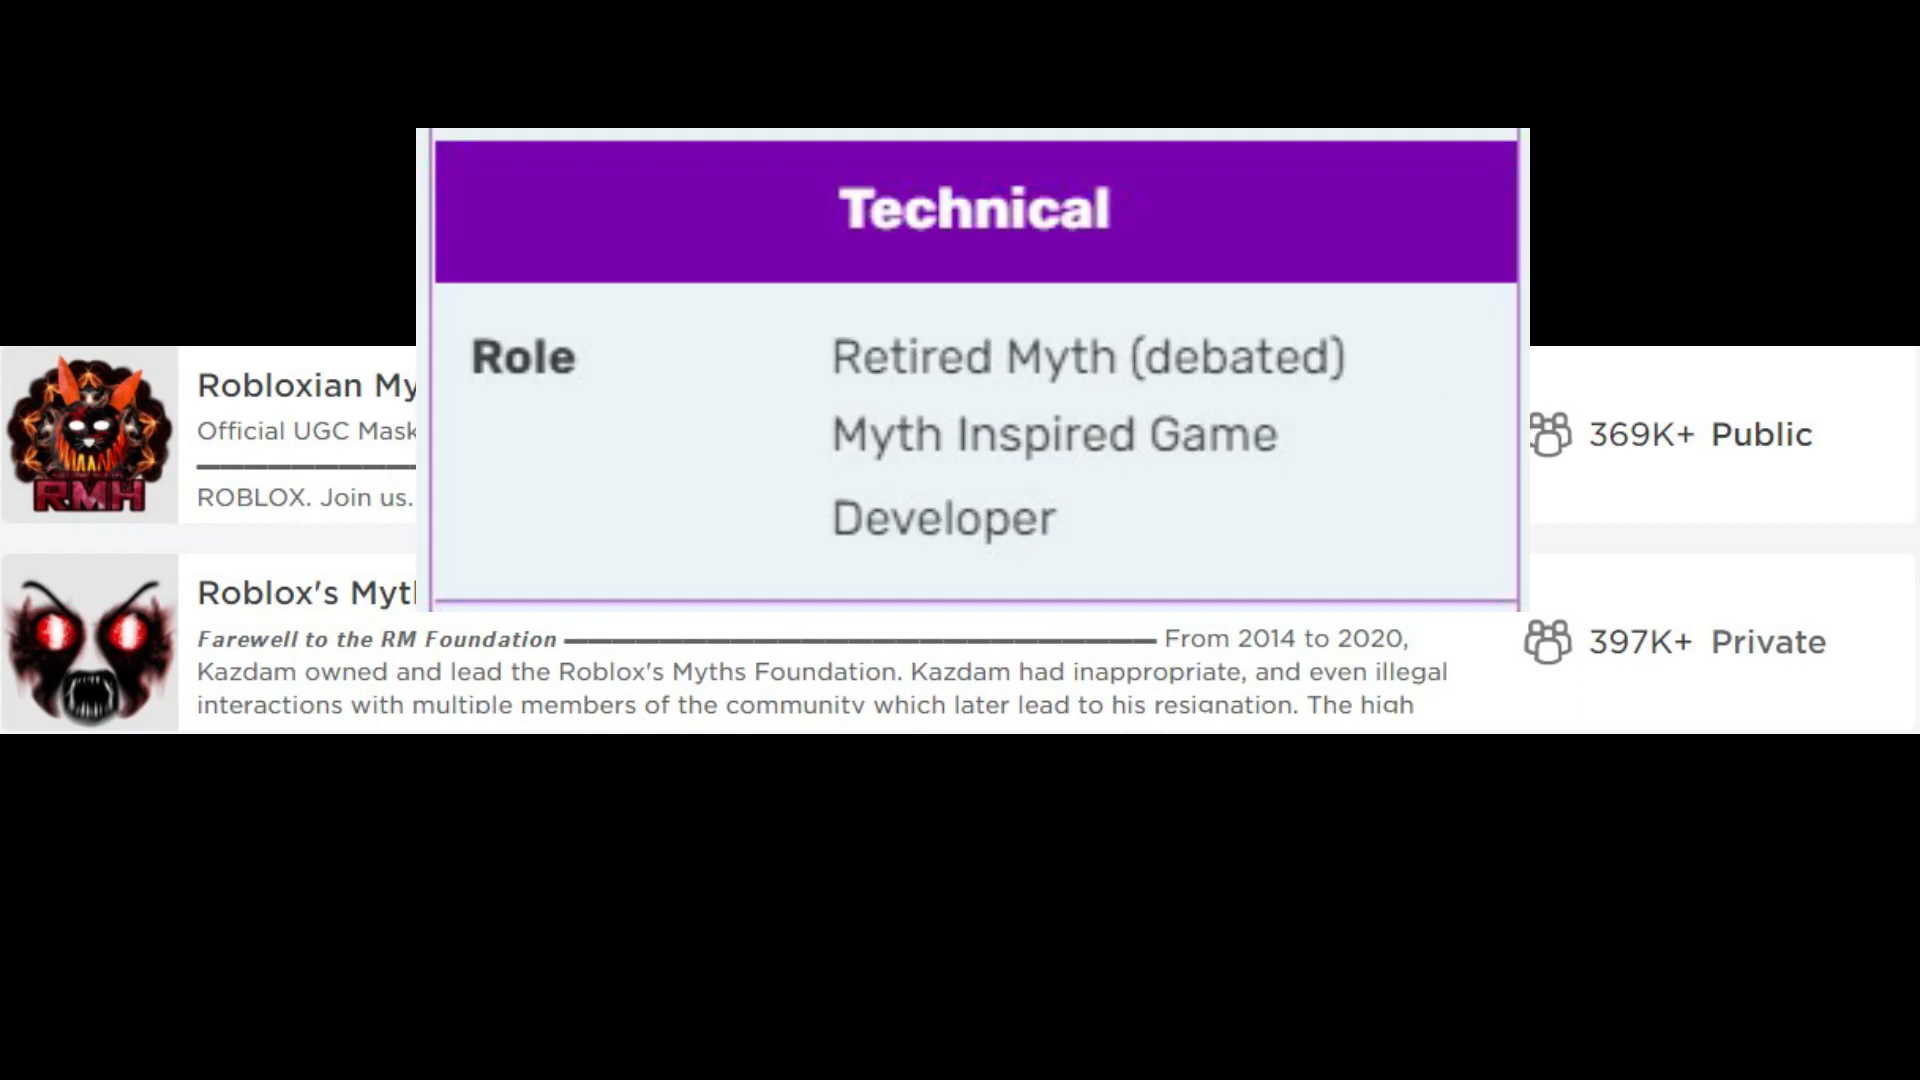 Technical
Role
Retired Myth (debated)
Myth Inspired Game
Developer
Robloxian My
Official UGC Mask
ROBLOX. Join us.
RMH
369K+ Public
Roblox's Myth
Farewell to the RM Foundation ━━━━━━━━━━━━━━━━━━━━━━━━━ From 2014 to 2020,
Kazdam owned and lead the Roblox's Myths Foundation. Kazdam had inappropriate, and even illegal
interactions with multiple members of the community which later lead to his resignation. The high
397K+ Private